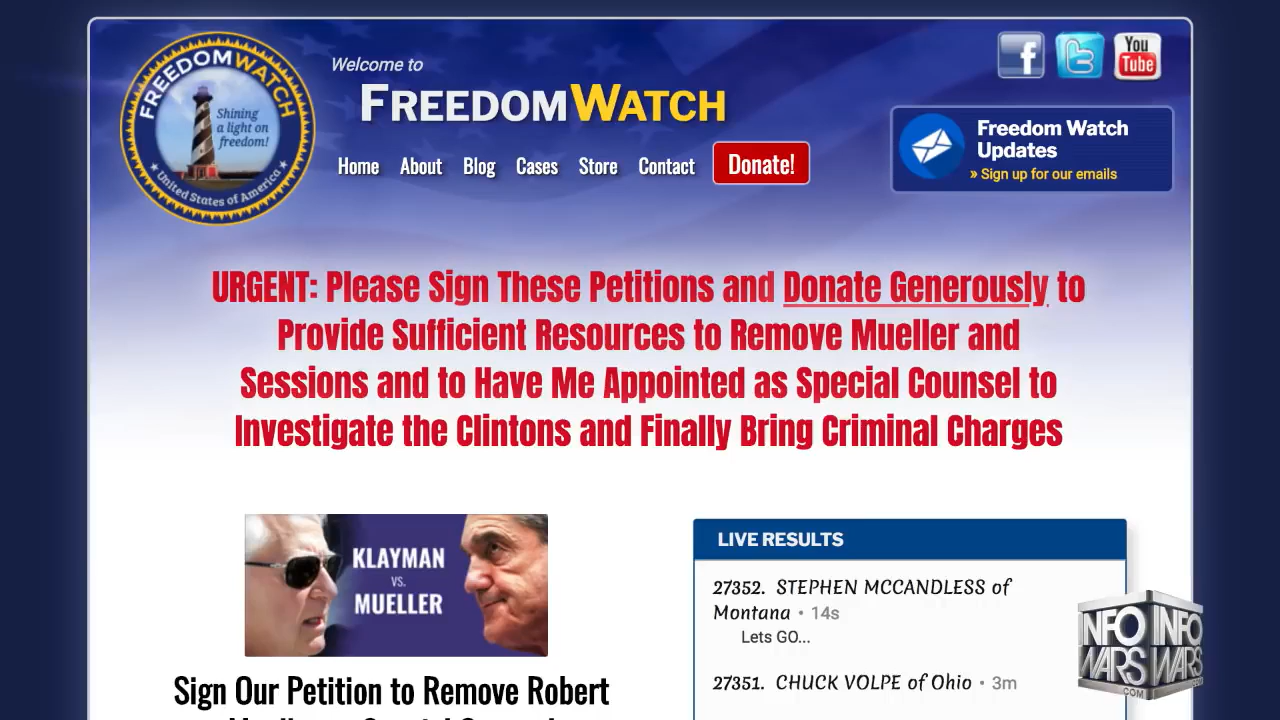 FREEDOMWATCH
Shining
a light on
freedom!
United States of America
Welcome to
FREEDOMWATCH
Home About Blog Cases Store Contact Donate!
f
t
You
Tube
Freedom Watch
Updates
» Sign up for our emails
URGENT: Please Sign These Petitions and Donate Generously to
Provide Sufficient Resources to Remove Mueller and
Sessions and to Have Me Appointed as Special Counsel to
Investigate the Clintons and Finally Bring Criminal Charges
KLAYMAN
VS.
MUELLER
Sign Our Petition to Remove Robert
LIVE RESULTS
27352. STEPHEN MCCANDLESS of
Montana • 14s
Lets GO...
27351. CHUCK VOLPE of Ohio • 3m
INFO
WARS
.COM
INFO
WARS